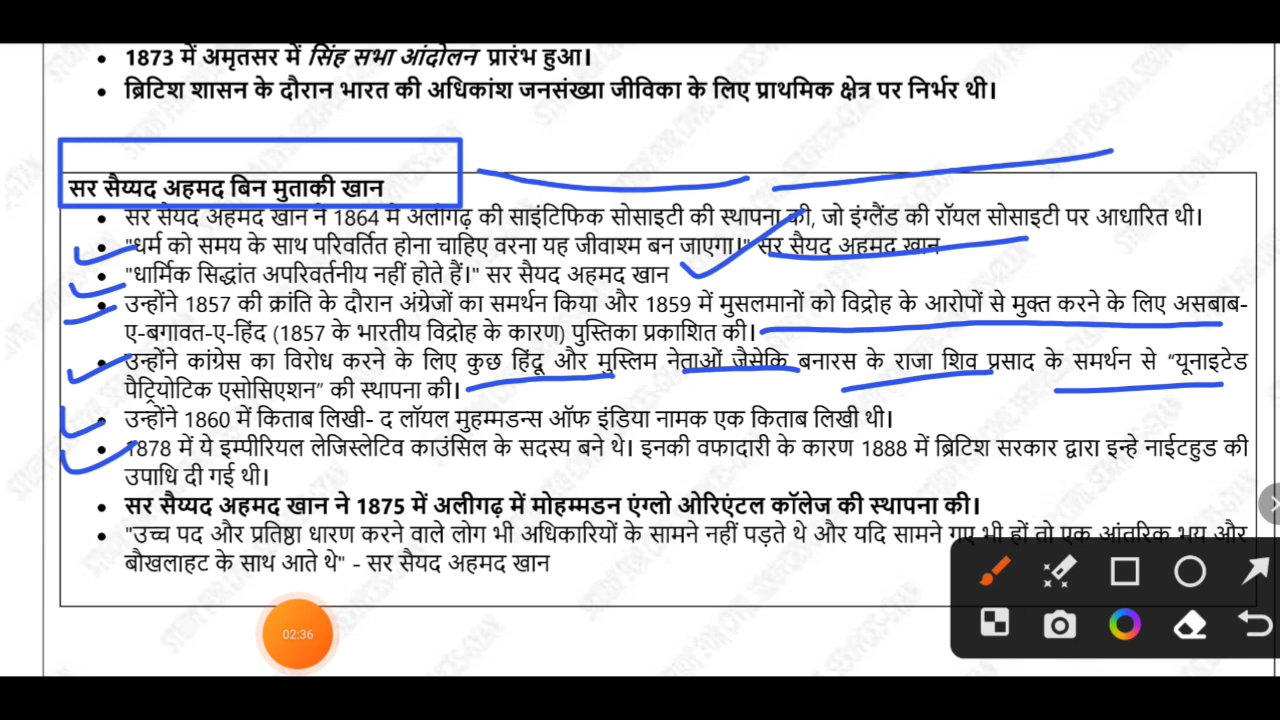 • 1873 में अमृतसर में सिंह सभा आंदोलन प्रारंभ हुआ।
• ब्रिटिश शासन के दौरान भारत की अधिकांश जनसंख्या जीविका के लिए प्राथमिक क्षेत्र पर निर्भर थी।
सर सैय्यद अहमद बिन मुताकी खान
• सर सैयद अहमद खान ने 1864 में अलीगढ़ की साइंटिफिक सोसाइटी की स्थापना की, जो इंग्लैंड की रॉयल सोसाइटी पर आधारित थी।
• "धर्म को समय के साथ परिवर्तित होना चाहिए वरना यह जीवाश्म बन जाएगा।" सर सैयद अहमद खान
• "धार्मिक सिद्धांत अपरिवर्तनीय नहीं होते हैं।" सर सैयद अहमद खान
• उन्होंने 1857 की क्रांति के दौरान अंग्रेजों का समर्थन किया और 1859 में मुसलमानों को विद्रोह के आरोपों से मुक्त करने के लिए असबाब-
ए-बगावत-ए-हिंद (1857 के भारतीय विद्रोह के कारण) पुस्तिका प्रकाशित की।
• उन्होंने कांग्रेस का विरोध करने के लिए कुछ हिंदू और मुस्लिम नेताओं जैसेकि बनारस के राजा शिव प्रसाद के समर्थन से “यूनाइटेड
पैट्रियोटिक एसोसिएशन” की स्थापना की।
• उन्होंने 1860 में किताब लिखी- द लॉयल मुहम्मडन्स ऑफ इंडिया नामक एक किताब लिखी थी।
• 1878 में ये इम्पीरियल लेजिस्लेटिव काउंसिल के सदस्य बने थे। इनकी वफादारी के कारण 1888 में ब्रिटिश सरकार द्वारा इन्हे नाईटहुड की
उपाधि दी गई थी।
• सर सैय्यद अहमद खान ने 1875 में अलीगढ़ में मोहम्मडन एंग्लो ओरिएंटल कॉलेज की स्थापना की।
• "उच्च पद और प्रतिष्ठा धारण करने वाले लोग भी अधिकारियों के सामने नहीं पड़ते थे और यदि सामने गए भी हों तो एक आंतरिक भय और
बौखलाहट के साथ आते थे" - सर सैयद अहमद खान
02:36